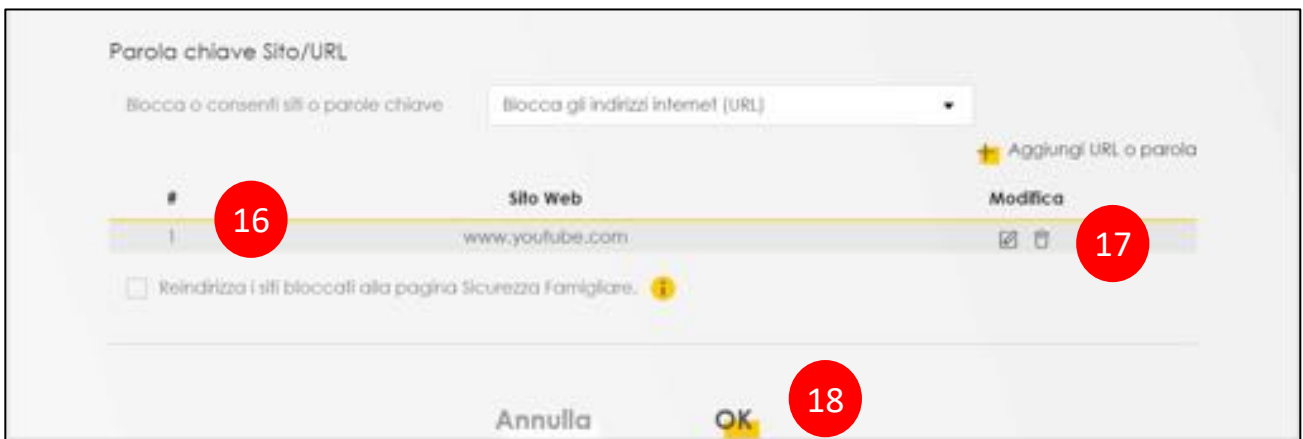 Parola chiave Sito/URL
Blocca o consenti siti o parole chiave Blocca gli indirizzi internet (URL)
+ Aggiungi URL o parola
# Sito Web Modifica
16
1 www.youtube.com
17
Reindirizza i siti bloccati alla pagina Sicurezza Famigliare. i
Annulla OK
18